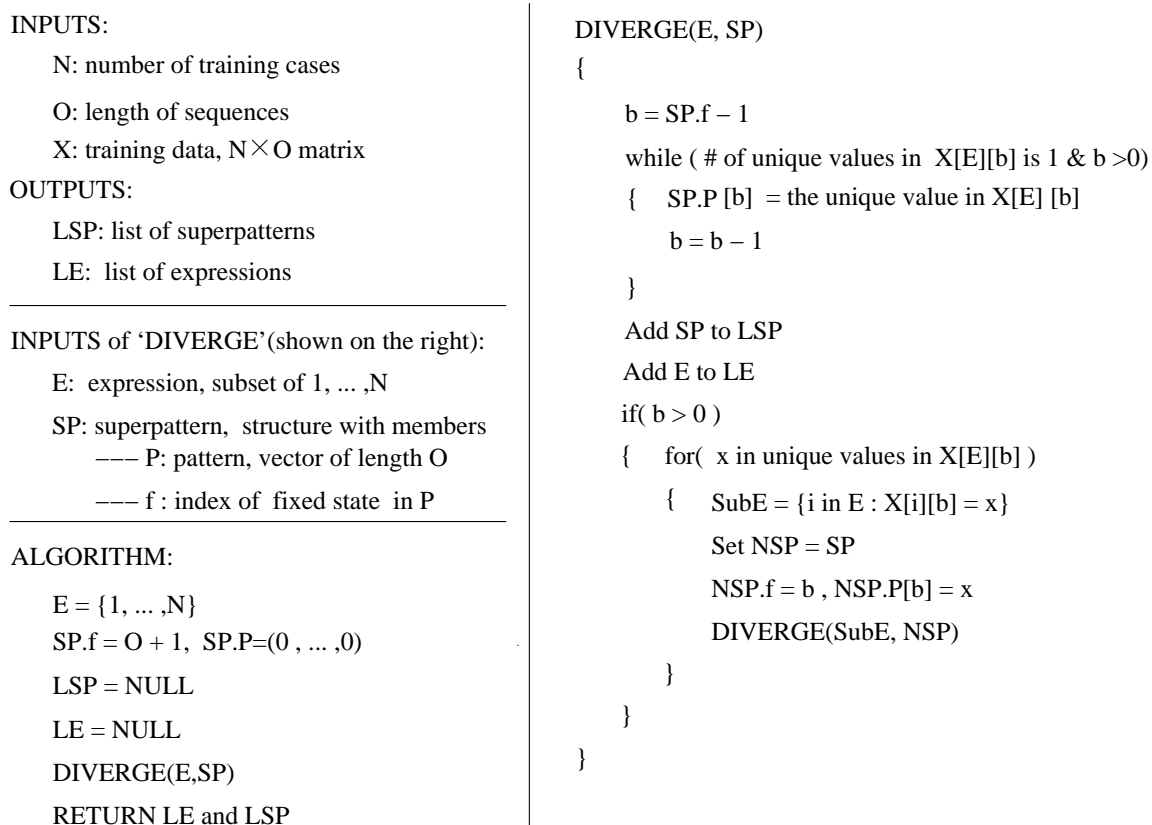 INPUTS:
N: number of training cases
O: length of sequences
X: training data, N×O matrix
OUTPUTS:
LSP: list of superpatterns
LE: list of expressions
INPUTS of ‘DIVERGE’(shown on the right):
E: expression, subset of 1, ... ,N
SP: superpattern, structure with members
−−− P: pattern, vector of length O
−−− f : index of fixed state in P
ALGORITHM:
E = {1, ... ,N}
SP.f = O + 1, SP.P=(0 , ... ,0)
LSP = NULL
LE = NULL
DIVERGE(E,SP)
RETURN LE and LSP
DIVERGE(E, SP)
{
b = SP.f − 1
while ( # of unique values in X[E][b] is 1 & b >0)
{ SP.P [b] = the unique value in X[E] [b]
b = b − 1
}
Add SP to LSP
Add E to LE
if( b > 0 )
{ for( x in unique values in X[E][b] )
{ SubE = {i in E : X[i][b] = x}
Set NSP = SP
NSP.f = b , NSP.P[b] = x
DIVERGE(SubE, NSP)
}
}
}